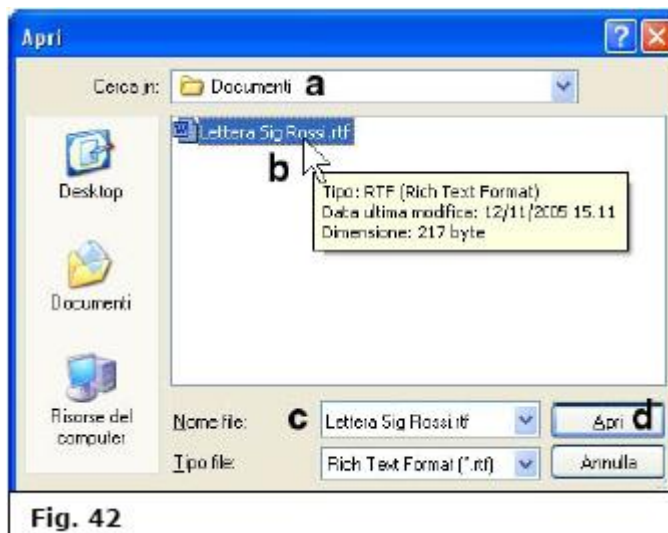 Apri
Cerca in: Documenti a
Lettera Sig Rossi.rtf
b
Tipo: RTF (Rich Text Format)
Data ultima modifica: 12/11/2005 15.11
Dimensione: 217 byte
Desktop
Documenti
Risorse del
computer
Nome file: c Lettera Sig Rossi.rtf Apri d
Tipo file: Rich Text Format (*.rtf) Annulla
Fig. 42